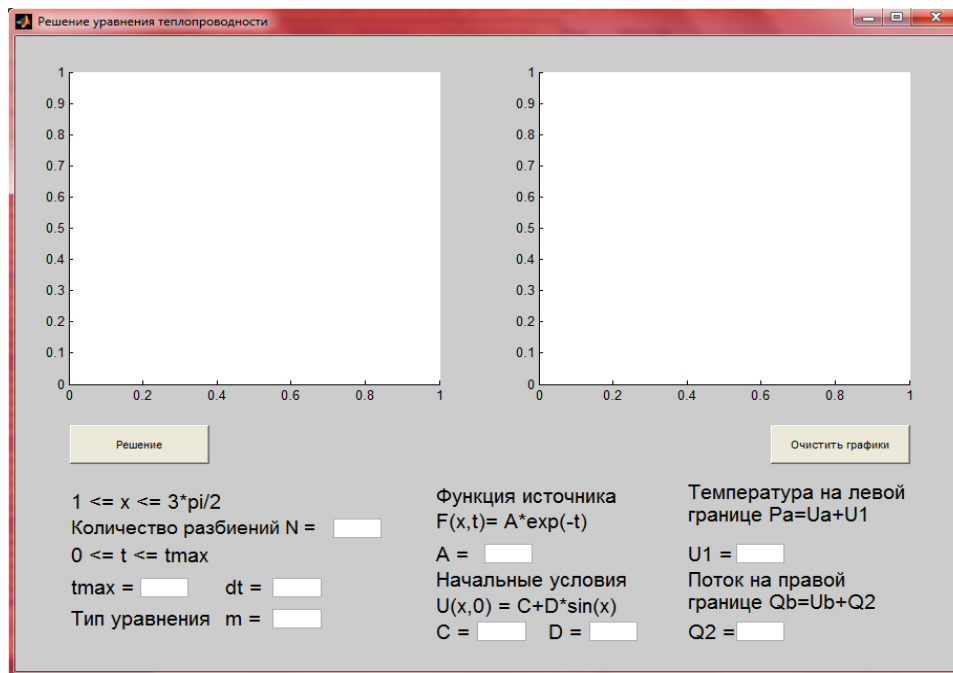 Решение уравнения теплопроводности
1
0.9
0.8
0.7
0.6
0.5
0.4
0.3
0.2
0.1
0
0 0.2 0.4 0.6 0.8 1
1
0.9
0.8
0.7
0.6
0.5
0.4
0.3
0.2
0.1
0
0 0.2 0.4 0.6 0.8 1
Решение
Очистить графики
1 <= x <= 3*pi/2
Количество разбиений N =
0 <= t <= tmax
tmax = dt =
Тип уравнения m =
Функция источника
F(x,t)= A*exp(-t)
A =
Начальные условия
U(x,0) = C+D*sin(x)
C = D =
Температура на левой
границе Pa=Ua+U1
U1 =
Поток на правой
границе Qb=Ub+Q2
Q2 =